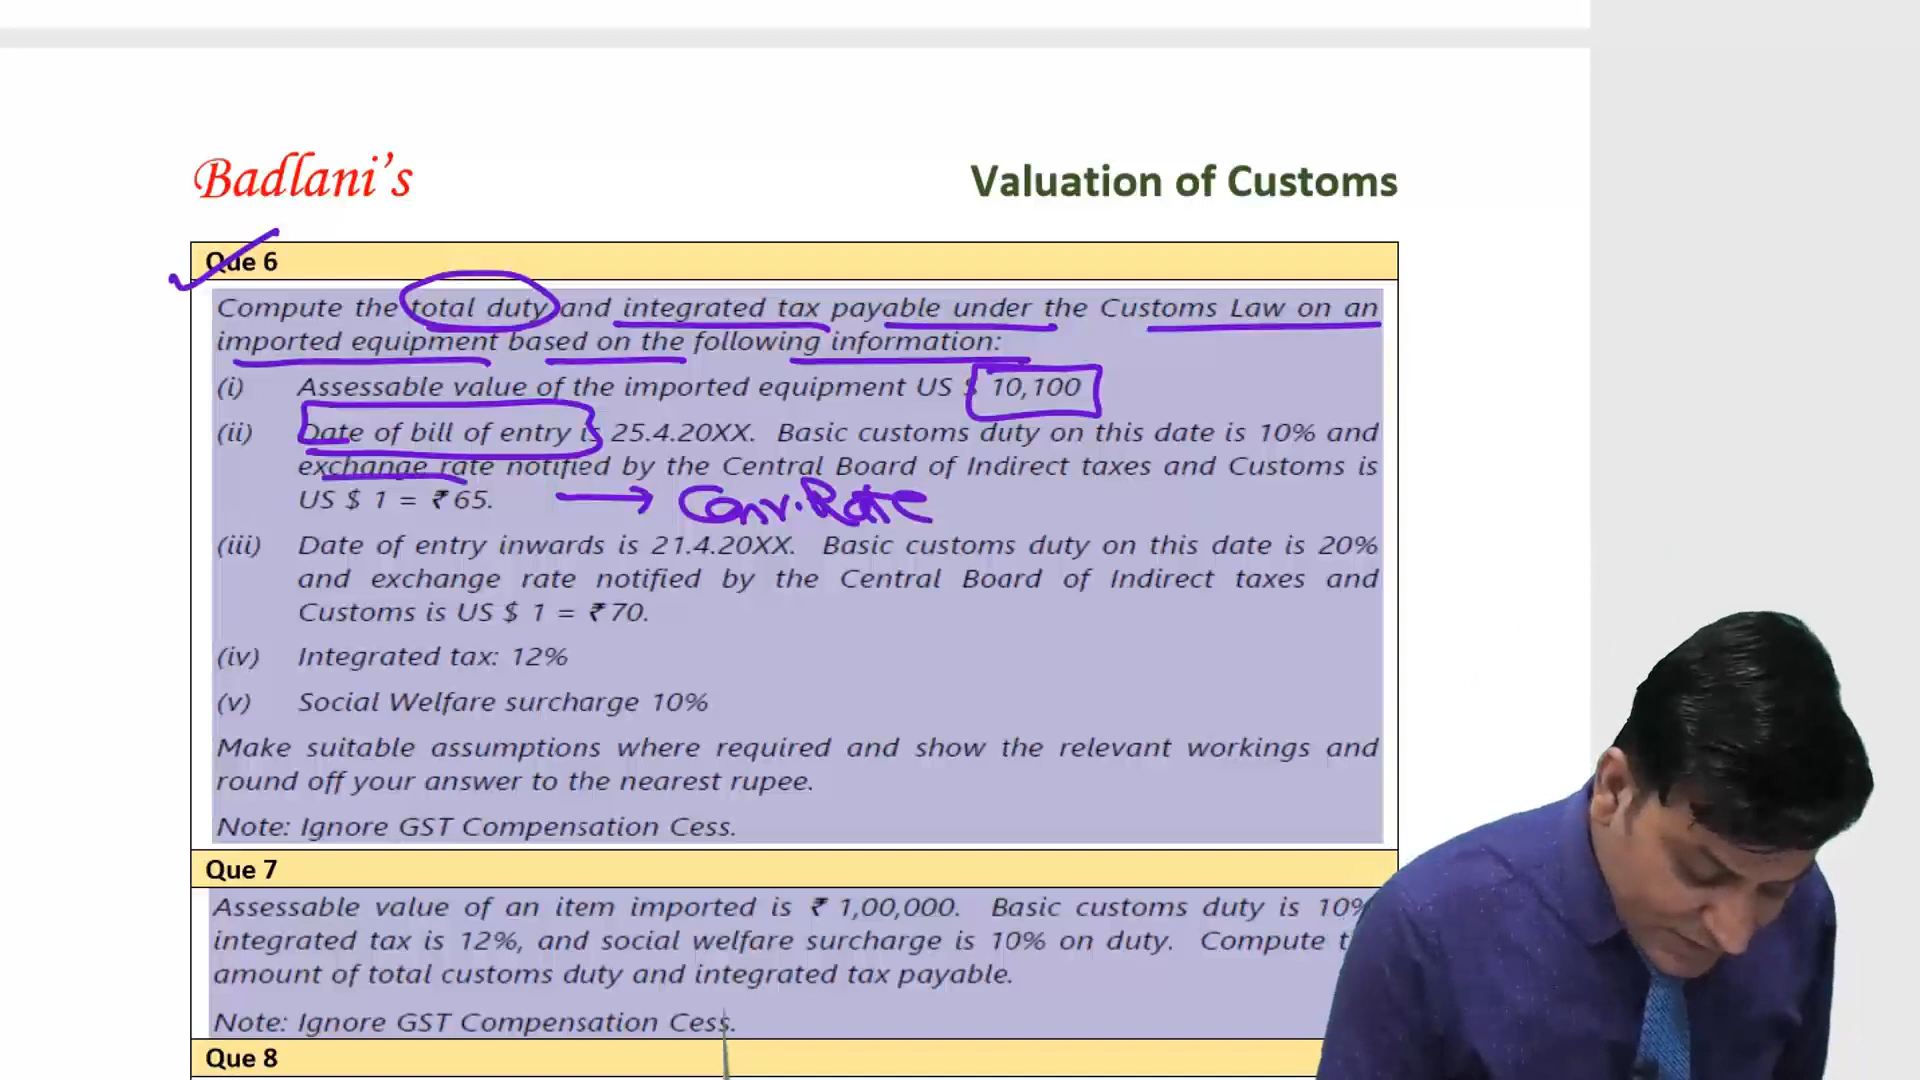 Badlani's
Valuation of Customs
Que 6
Compute the total duty and integrated tax payable under the Customs Law on an
imported equipment based on the following information:
(i) Assessable value of the imported equipment US $ 10,100
(ii) Date of bill of entry is 25.4.20XX. Basic customs duty on this date is 10% and
exchange rate notified by the Central Board of Indirect taxes and Customs is
US $ 1 = ₹ 65.
Conv. Rate
(iii) Date of entry inwards is 21.4.20XX. Basic customs duty on this date is 20%
and exchange rate notified by the Central Board of Indirect taxes and
Customs is US $ 1 = ₹ 70.
(iv) Integrated tax: 12%
(v) Social Welfare surcharge 10%
Make suitable assumptions where required and show the relevant workings and
round off your answer to the nearest rupee.
Note: Ignore GST Compensation Cess.
Que 7
Assessable value of an item imported is ₹ 1,00,000. Basic customs duty is 10%
integrated tax is 12%, and social welfare surcharge is 10% on duty. Compute
amount of total customs duty and integrated tax payable.
Note: Ignore GST Compensation Cess.
Que 8